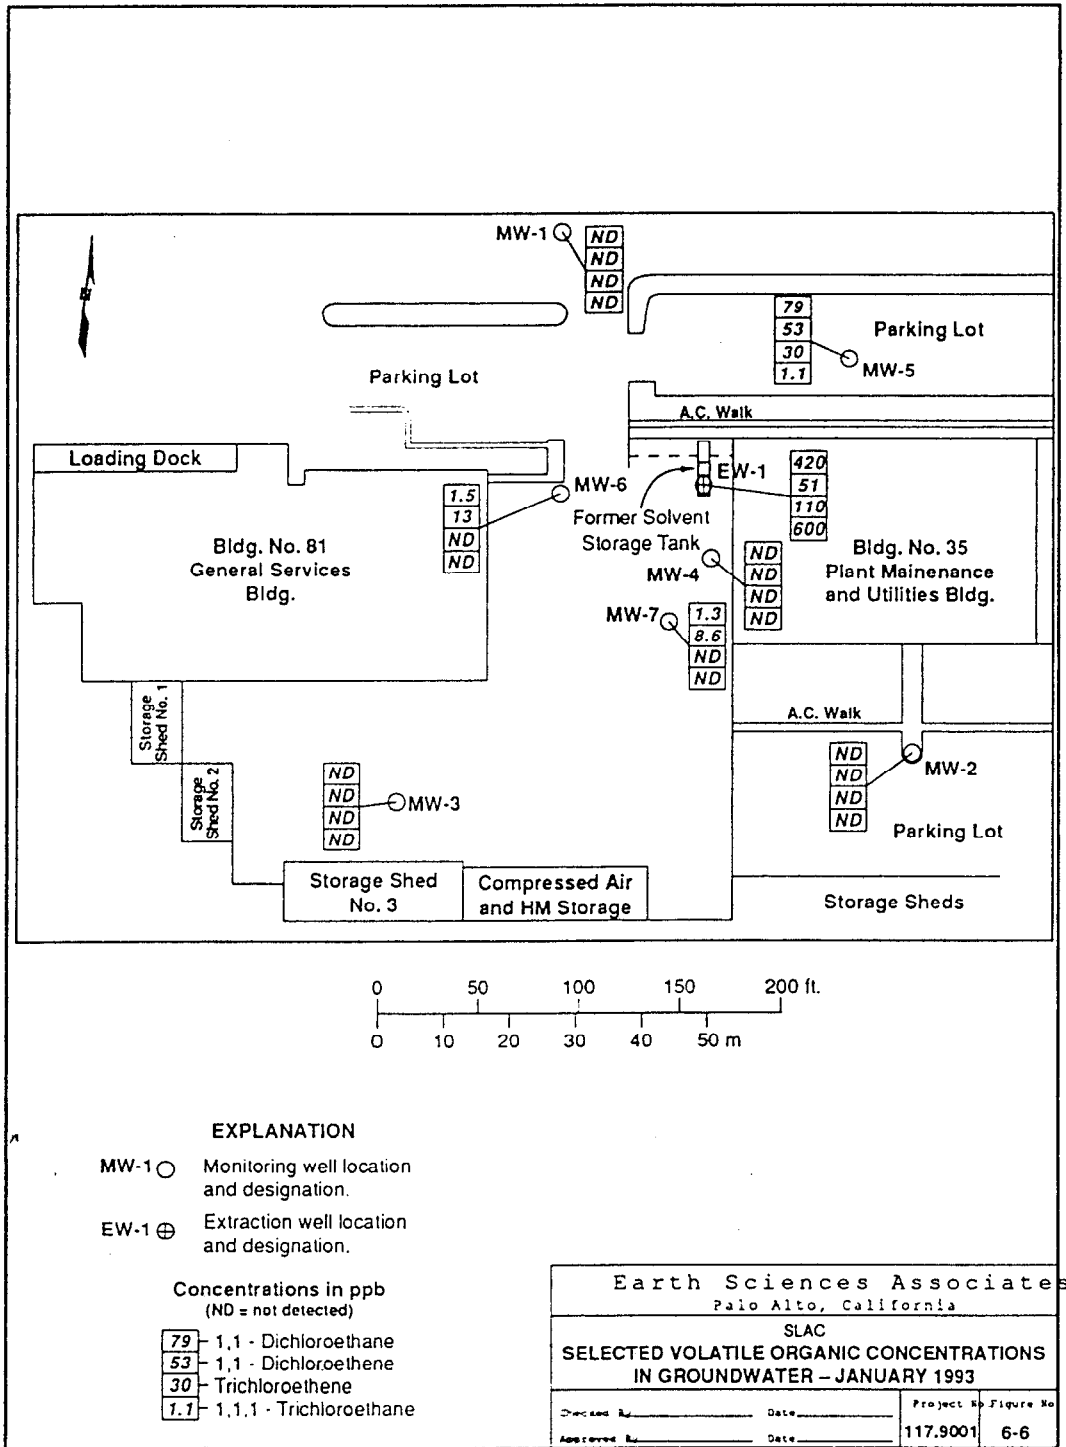 MW-1
ND
ND
ND
ND
79
53
30
1.1
Parking Lot
MW-5
Parking Lot
A.C. Walk
Loading Dock
EW-1
420
51
110
600
MW-6
1.5
13
ND
ND
Former Solvent
Storage Tank
Bldg. No. 81
General Services
Bldg.
Bldg. No. 35
Plant Mainenance
and Utilities Bldg.
MW-4
ND
ND
ND
ND
MW-7
1.3
8.6
ND
ND
Storage
Shed No. 1
A.C. Walk
Storage
Shed No. 2
ND
ND
ND
ND
MW-3
ND
ND
ND
ND
MW-2
Parking Lot
Storage Shed
No. 3
Compressed Air
and HM Storage
Storage Sheds
0 50 100 150 200 ft.
0 10 20 30 40 50 m
EXPLANATION
MW-1 Monitoring well location
and designation.
EW-1 Extraction well location
and designation.
Concentrations in ppb
(ND = not detected)
79 - 1,1 - Dichloroethane
53 - 1,1 - Dichloroethene
30 - Trichloroethene
1.1 - 1,1,1 - Trichloroethane
Earth Sciences Associates
Palo Alto, California
SLAC
SELECTED VOLATILE ORGANIC CONCENTRATIONS
IN GROUNDWATER – JANUARY 1993
Checked By Date
Approved By Date
Project No
117.9001
Figure No
6-6